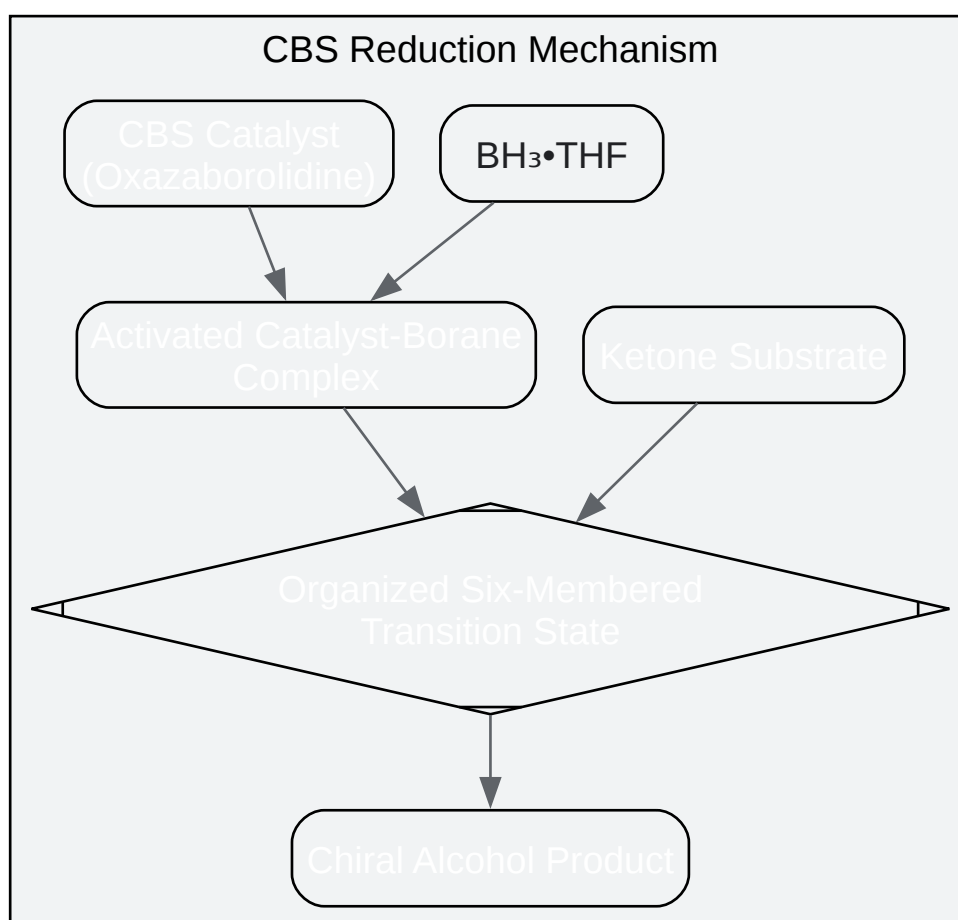 CBS Reduction Mechanism
CBS Catalyst
(Oxazaborolidine)
BH₃•THF
Activated Catalyst-Borane
Complex
Ketone Substrate
Organized Six-Membered
Transition State
Chiral Alcohol Product